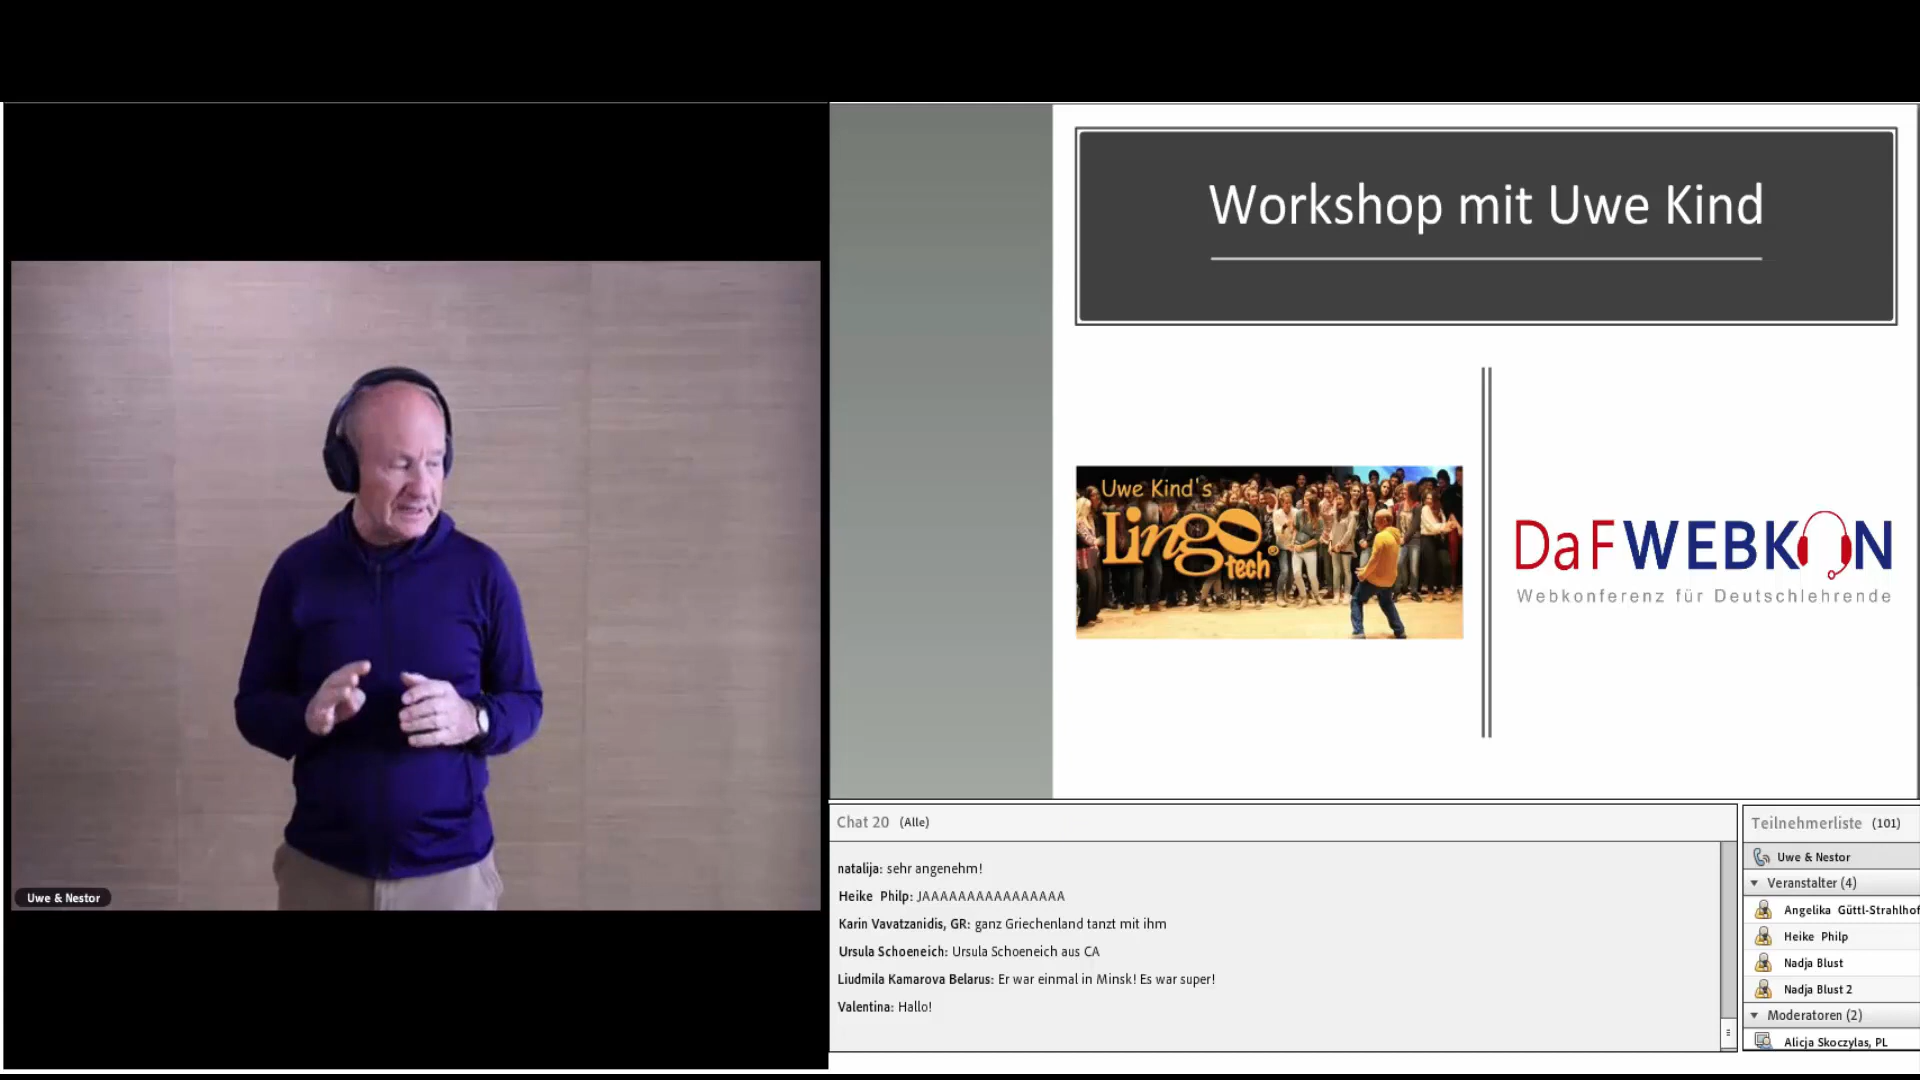 Workshop mit Uwe Kind
Uwe Kind's
Lingo
tech®
DaFWEBKON
Webkonferenz für Deutschlehrende
Uwe & Nestor
Chat 20 (Alle)
natalija: sehr angenehm!
Heike Philp: JAAAAAAAAAAAAAAAA
Karin Vavatzanidis, GR: ganz Griechenland tanzt mit ihm
Ursula Schoeneich: Ursula Schoeneich aus CA
Liudmila Kamarova Belarus: Er war einmal in Minsk! Es war super!
Valentina: Hallo!
Teilnehmerliste (101)
Uwe & Nestor
Veranstalter (4)
Angelika Güttl-Strahlhof
Heike Philp
Nadja Blust
Nadja Blust 2
Moderatoren (2)
Alicja Skoczylas, PL